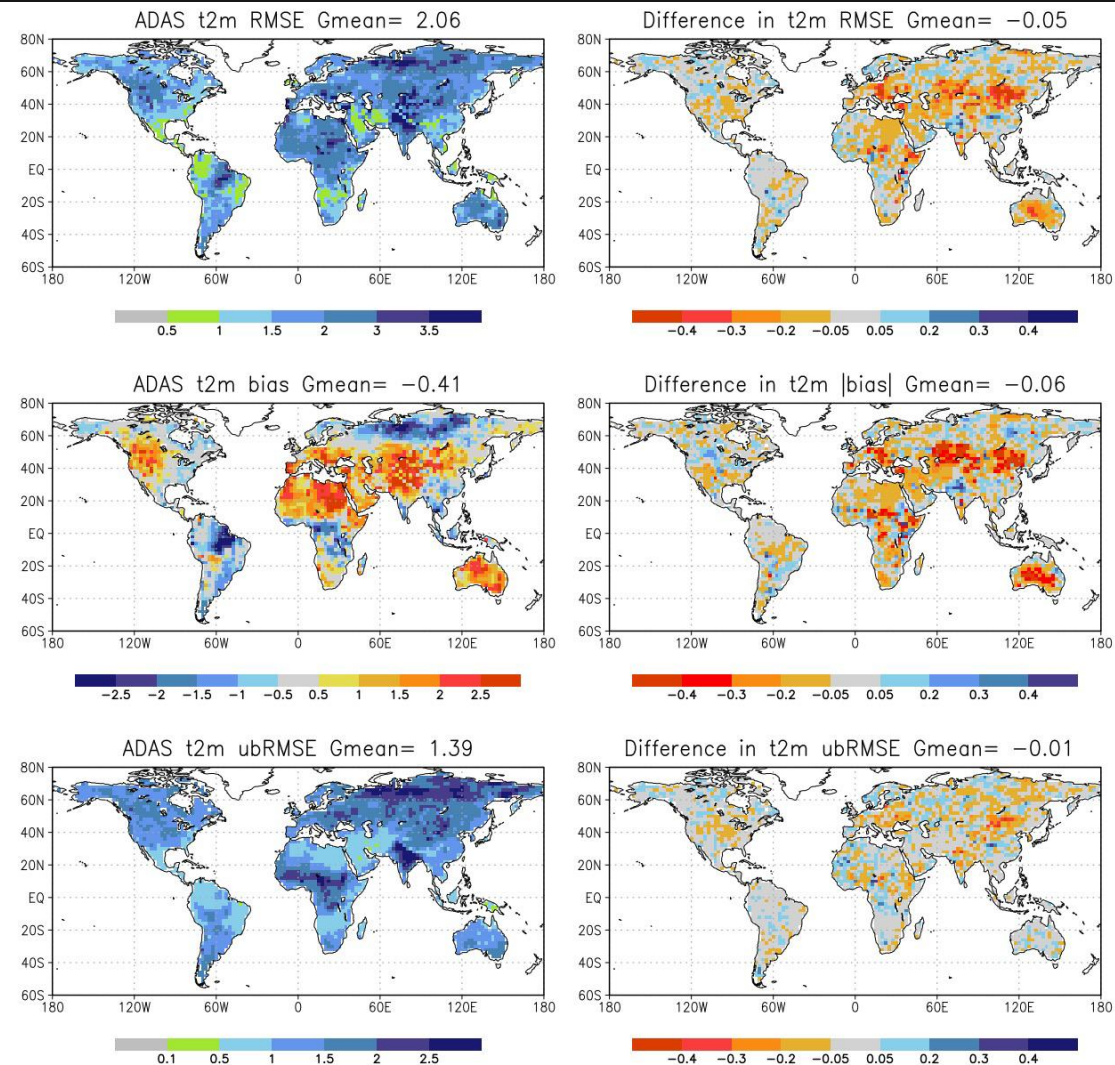 ADAS t2m RMSE Gmean= 2.06
80N
60N
40N
20N
EQ
20S
40S
60S
180 120W 60W 0 60E 120E 180
0.5 1 1.5 2 3 3.5
Difference in t2m RMSE Gmean= −0.05
80N
60N
40N
20N
EQ
20S
40S
60S
180 120W 60W 0 60E 120E 180
−0.4 −0.3 −0.2 −0.05 0.05 0.2 0.3 0.4
ADAS t2m bias Gmean= −0.41
80N
60N
40N
20N
EQ
20S
40S
60S
180 120W 60W 0 60E 120E 180
−2.5 −2 −1.5 −1 −0.5 0.5 1 1.5 2 2.5
Difference in t2m |bias| Gmean= −0.06
80N
60N
40N
20N
EQ
20S
40S
60S
180 120W 60W 0 60E 120E 180
−0.4 −0.3 −0.2 −0.05 0.05 0.2 0.3 0.4
ADAS t2m ubRMSE Gmean= 1.39
80N
60N
40N
20N
EQ
20S
40S
60S
180 120W 60W 0 60E 120E 180
0.1 0.5 1 1.5 2 2.5
Difference in t2m ubRMSE Gmean= −0.01
80N
60N
40N
20N
EQ
20S
40S
60S
180 120W 60W 0 60E 120E 180
−0.4 −0.3 −0.2 −0.05 0.05 0.2 0.3 0.4